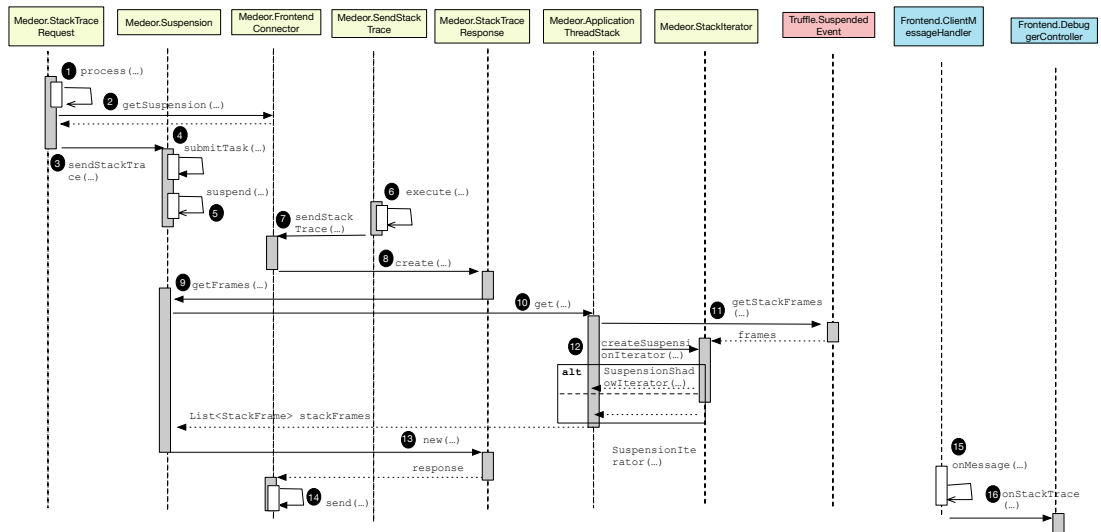 Medeor.StackTrace
Request
Medeor.Suspension
Medeor.Frontend
Connector
Medeor.SendStack
Trace
Medeor.StackTrace
Response
Medeor.Application
ThreadStack
Medeor.StackIterator
Truffle.Suspended
Event
Frontend.ClientM
essageHandler
Frontend.Debu
ggerController
1 process(…)
2 getSuspension(…)
4
submitTask(…)
3 sendStackTra
ce(…)
suspend(…)
5
6 execute(…)
7 sendStack
Trace(…)
8 create(…)
9 getFrames(…)
10 get(…)
11 getStackFrames
(…)
frames
12 createSuspensi
onIterator(…)
alt
SuspensionShad
owIterator(…)
List<StackFrame> stackFrames
13 new(…)
SuspensionIte
rator(…)
response
14 send(…)
15
onMessage(…)
16 onStackTrace
(…)